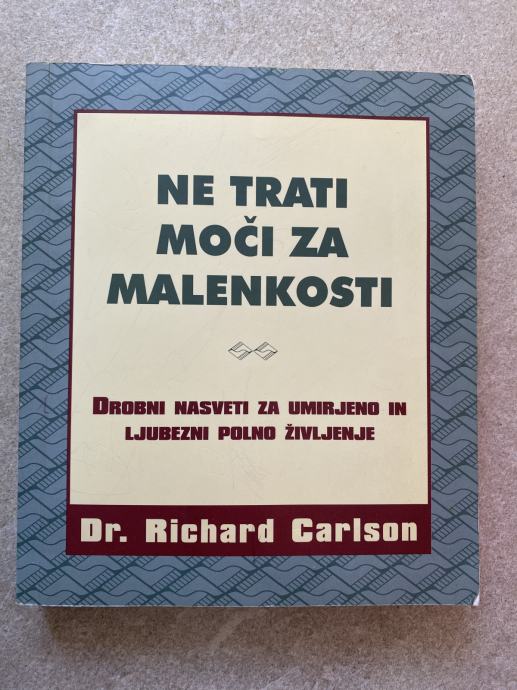 NE TRATI
MOČI ZA
MALENKOSTI
DROBNI NASVETI ZA UMIRJENO IN
LJUBEZNI POLNO ŽIVLJENJE
Dr. Richard Carlson